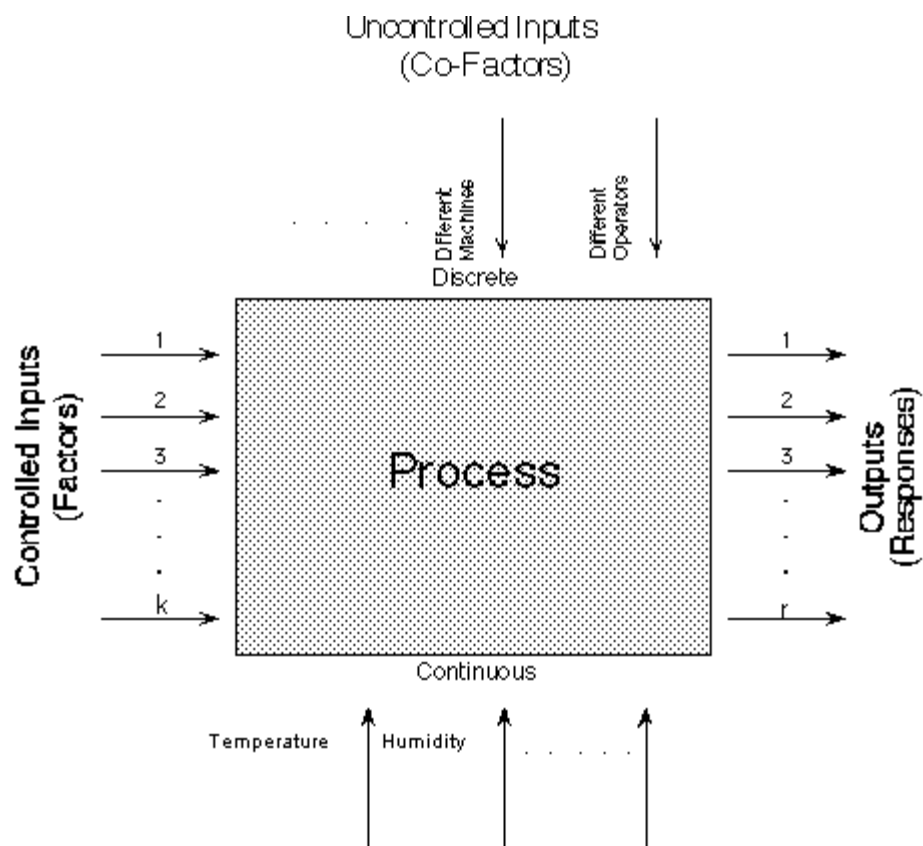 Uncontrolled Inputs
(Co-Factors)
. . . .
Different
Machines
Different
Operators
Discrete
Controlled Inputs
(Factors)
1
2
3
.
.
.
k
Process
1
2
3
.
.
.
r
Outputs
(Responses)
Continuous
Temperature
Humidity
. . . . .